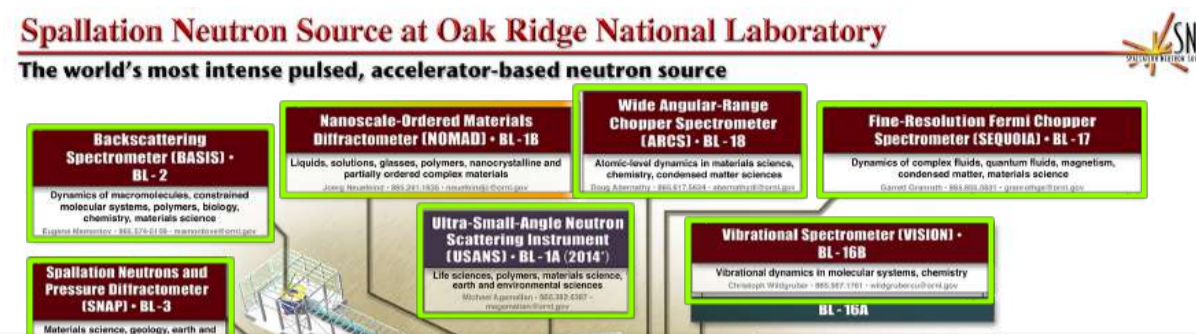 Spallation Neutron Source at Oak Ridge National Laboratory
SN
The world's most intense pulsed, accelerator-based neutron source
Backscattering
Spectrometer (BASIS) •
BL - 2
Dynamics of macromolecules, constrained
molecular systems, polymers, biology,
chemistry, materials science
Nanoscale-Ordered Materials
Diffractometer (NOMAD) • BL - 1B
Liquids, solutions, glasses, polymers, nanocrystalline and
partially ordered complex materials
Wide Angular-Range
Chopper Spectrometer
(ARCS) • BL - 18
Atomic-level dynamics in materials science,
chemistry, condensed matter sciences
Fine-Resolution Fermi Chopper
Spectrometer (SEQUOIA) • BL - 17
Dynamics of complex fluids, quantum fluids, magnetism,
condensed matter, materials science
Ultra-Small-Angle Neutron
Scattering Instrument
(USANS) • BL - 1A (2014*)
Life sciences, polymers, materials science,
earth and environmental sciences
Vibrational Spectrometer (VISION) •
BL - 16B
Vibrational dynamics in molecular systems, chemistry
Christoph Wildgruber
BL - 16A
Spallation Neutrons and
Pressure Diffractometer
(SNAP) • BL - 3
Materials science, geology, earth and